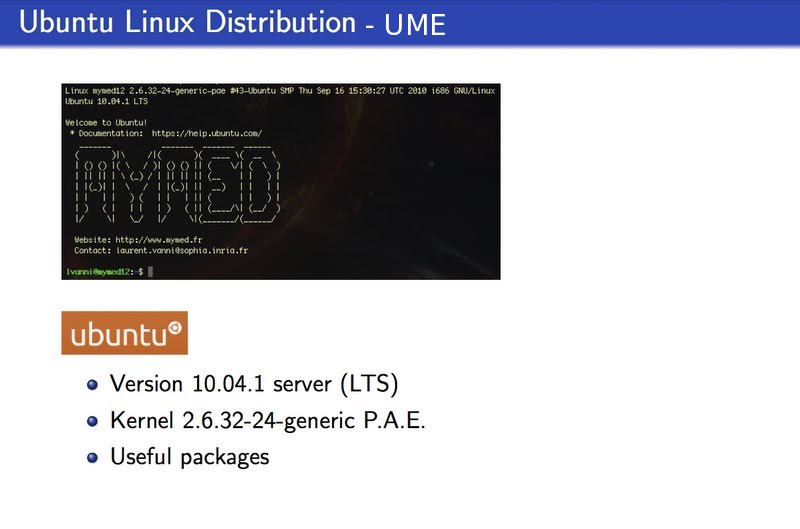 Ubuntu Linux Distribution - UME
Linux mymed12 2.6.32-24-generic-pae #43-Ubuntu SMP Thu Sep 16 15:30:27 UTC 2010 i686 GNU/Linux
Ubuntu 10.04.1 LTS
Welcome to Ubuntu!
* Documentation: https://help.ubuntu.com/
MYMED
Website: http://www.mymed.fr
Contact: laurent.vanni@sophia.inria.fr
lvanni@mymed12:~$
ubuntu
Version 10.04.1 server (LTS)
Kernel 2.6.32-24-generic P.A.E.
Useful packages